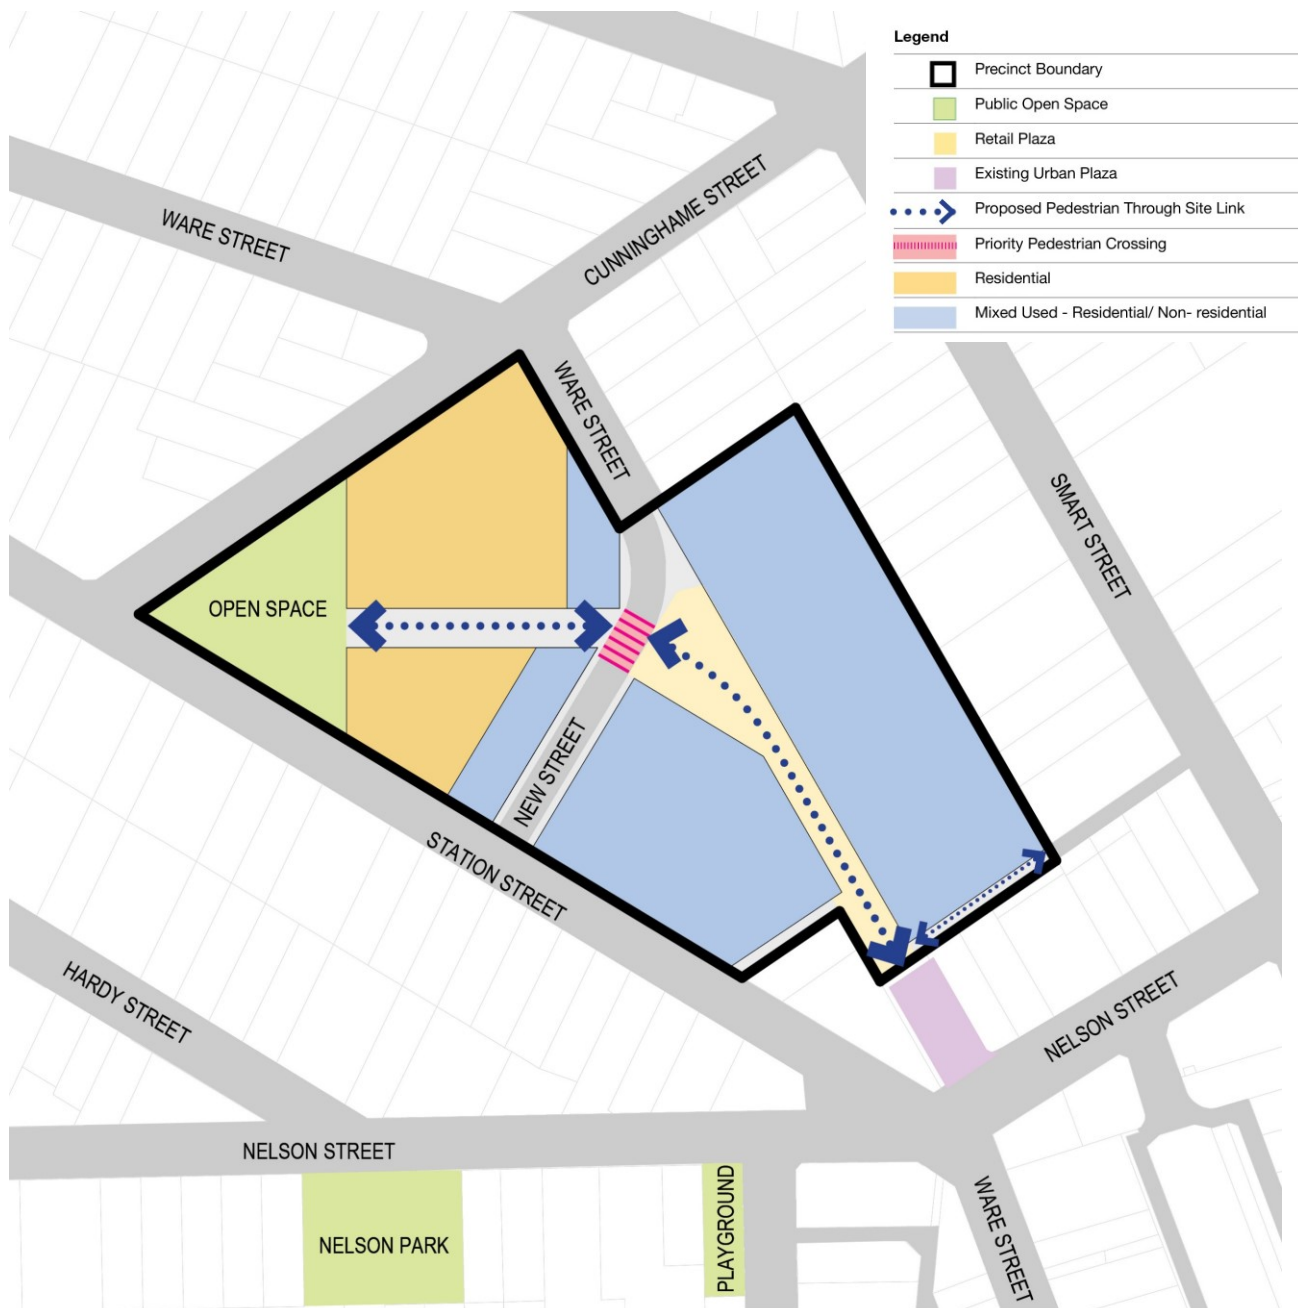 Legend
Precinct Boundary
Public Open Space
Retail Plaza
Existing Urban Plaza
Proposed Pedestrian Through Site Link
Priority Pedestrian Crossing
Residential
Mixed Used - Residential/ Non- residential
WARE STREET
CUNNINGHAME STREET
WARE STREET
SMART STREET
OPEN SPACE
NEW STREET
STATION STREET
HARDY STREET
NELSON STREET
NELSON STREET
NELSON PARK
PLAYGROUND
WARE STREET